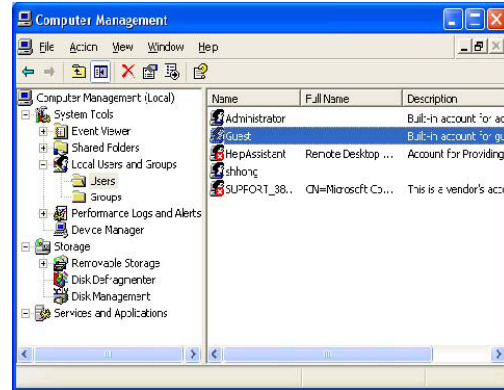 Computer Management
File Action View Window Help
Computer Management (Local)
System Tools
Event Viewer
Shared Folders
Local Users and Groups
Users
Groups
Performance Logs and Alerts
Device Manager
Storage
Removable Storage
Disk Defragmenter
Disk Management
Services and Applications
Name Full Name Description
Administrator Built-in account for ad
Guest Built-in account for gu
HelpAssistant Remote Desktop ... Account for Providing
shhong
SUPPORT_38... CN=Microsoft Co... This is a vendor's acco